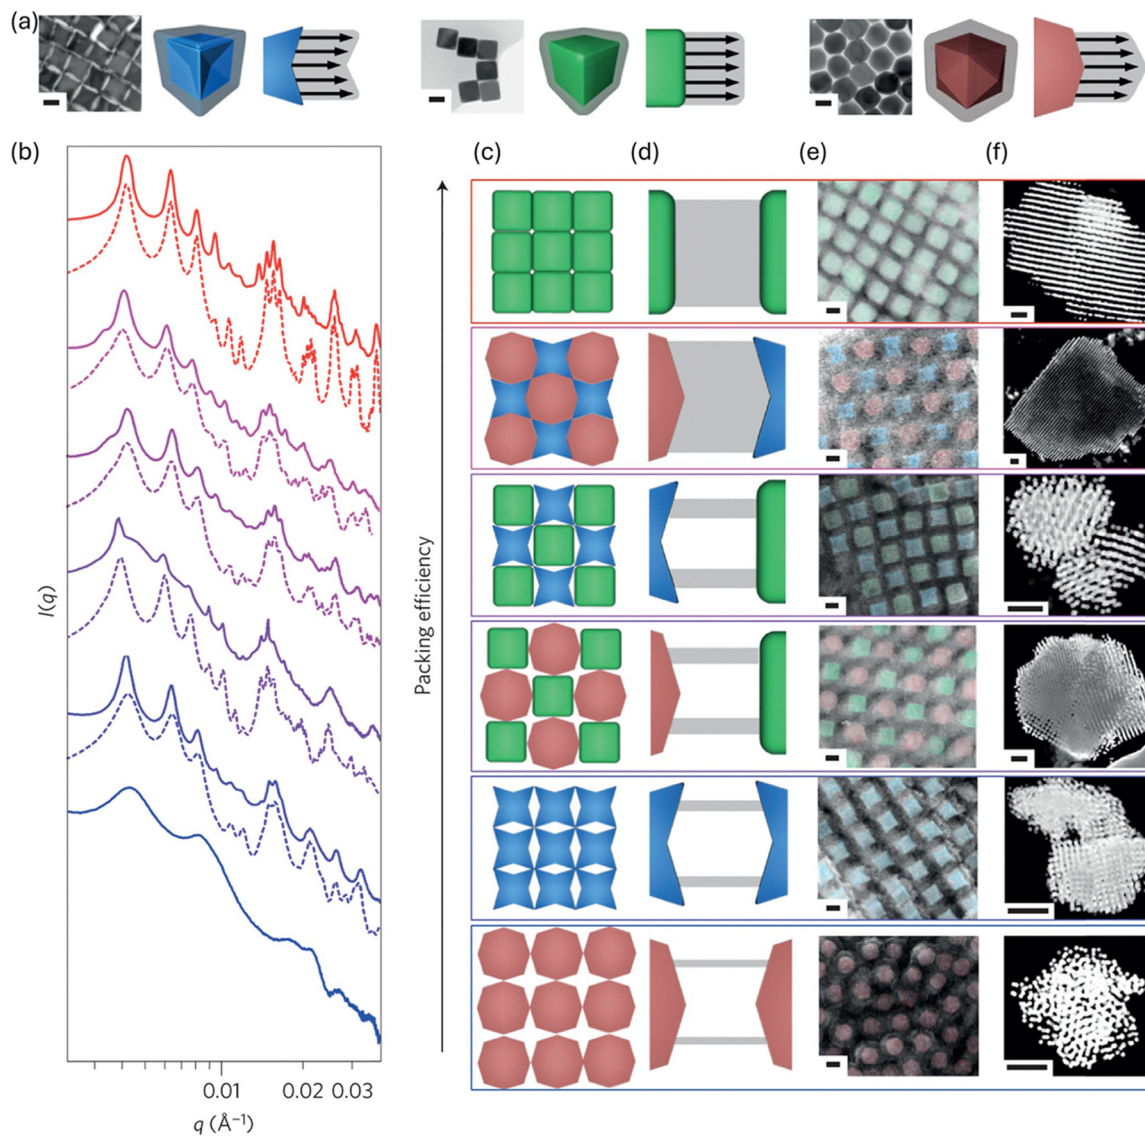 (a)
(b) (c) (d) (e) (f)
I(q)
Packing efficiency
0.01 0.02 0.03
q (Å⁻¹)